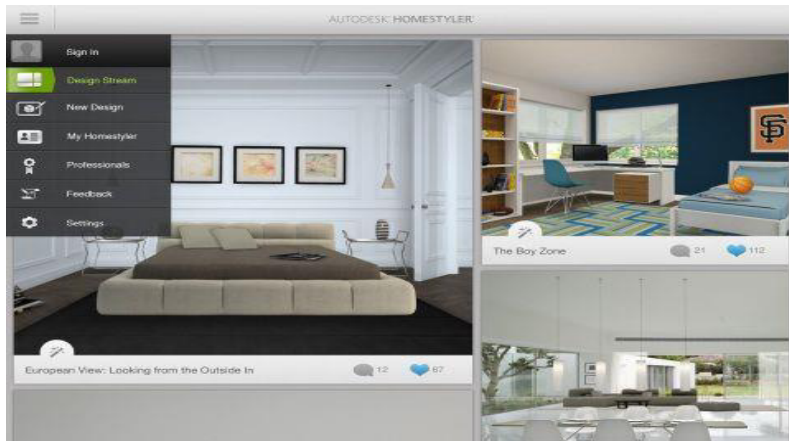 AUTODESK HOMESTYLER
Sign In
Design Stream
New Design
My Homestyler
Professionals
Feedback
Settings
SF
The Boy Zone
21
112
European View: Looking from the Outside In
12
67